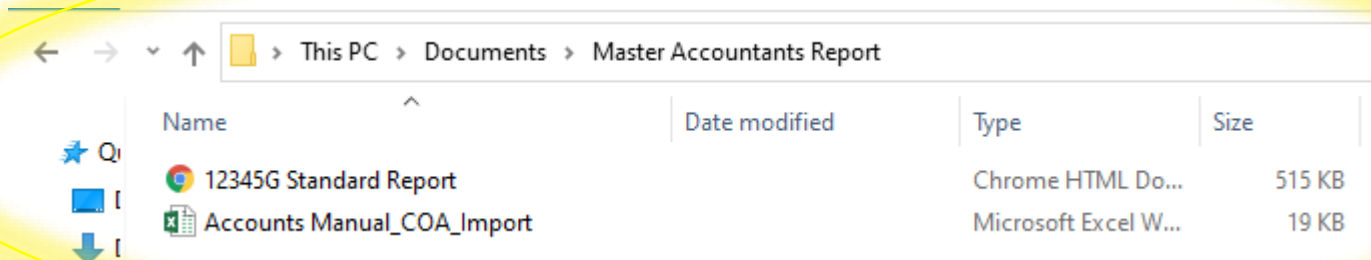 This PC > Documents > Master Accountants Report
Name Date modified Type Size
12345G Standard Report Chrome HTML Do... 515 KB
Accounts Manual_COA_Import Microsoft Excel W... 19 KB